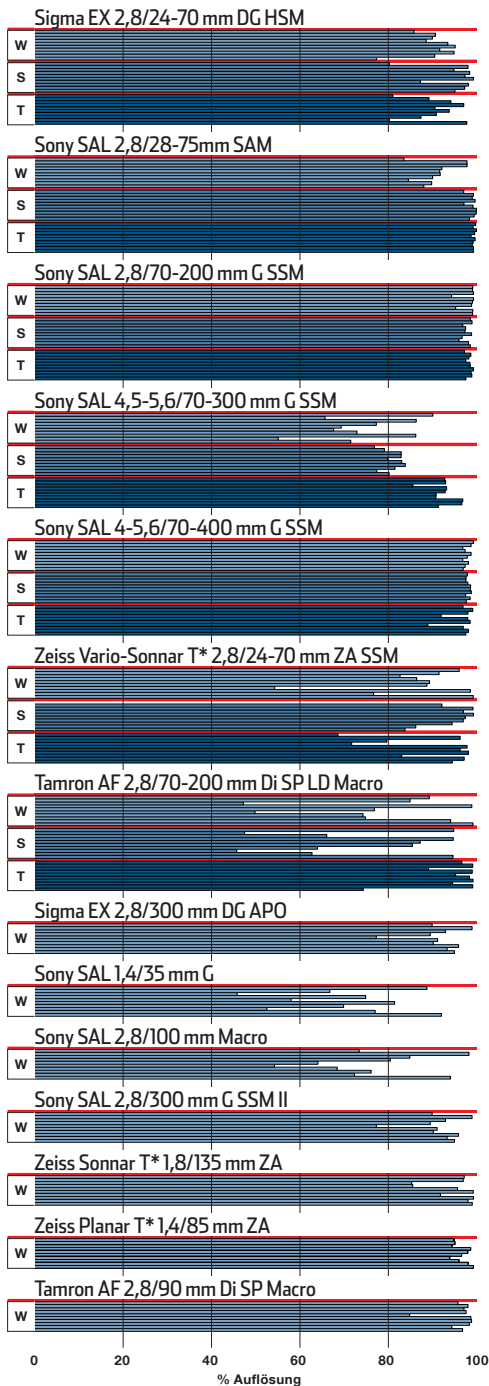 Sigma EX 2,8/24-70 mm DG HSM
W
S
T
Sony SAL 2,8/28-75mm SAM
W
S
T
Sony SAL 2,8/70-200 mm G SSM
W
S
T
Sony SAL 4,5-5,6/70-300 mm G SSM
W
S
T
Sony SAL 4-5,6/70-400 mm G SSM
W
S
T
Zeiss Vario-Sonnar T* 2,8/24-70 mm ZA SSM
W
S
T
Tamron AF 2,8/70-200 mm Di SP LD Macro
W
S
T
Sigma EX 2,8/300 mm DG APO
W
Sony SAL 1,4/35 mm G
W
Sony SAL 2,8/100 mm Macro
W
Sony SAL 2,8/300 mm G SSM II
W
Zeiss Sonnar T* 1,8/135 mm ZA
W
Zeiss Planar T* 1,4/85 mm ZA
W
Tamron AF 2,8/90 mm Di SP Macro
W
0 20 40 60 80 100
% Auflösung